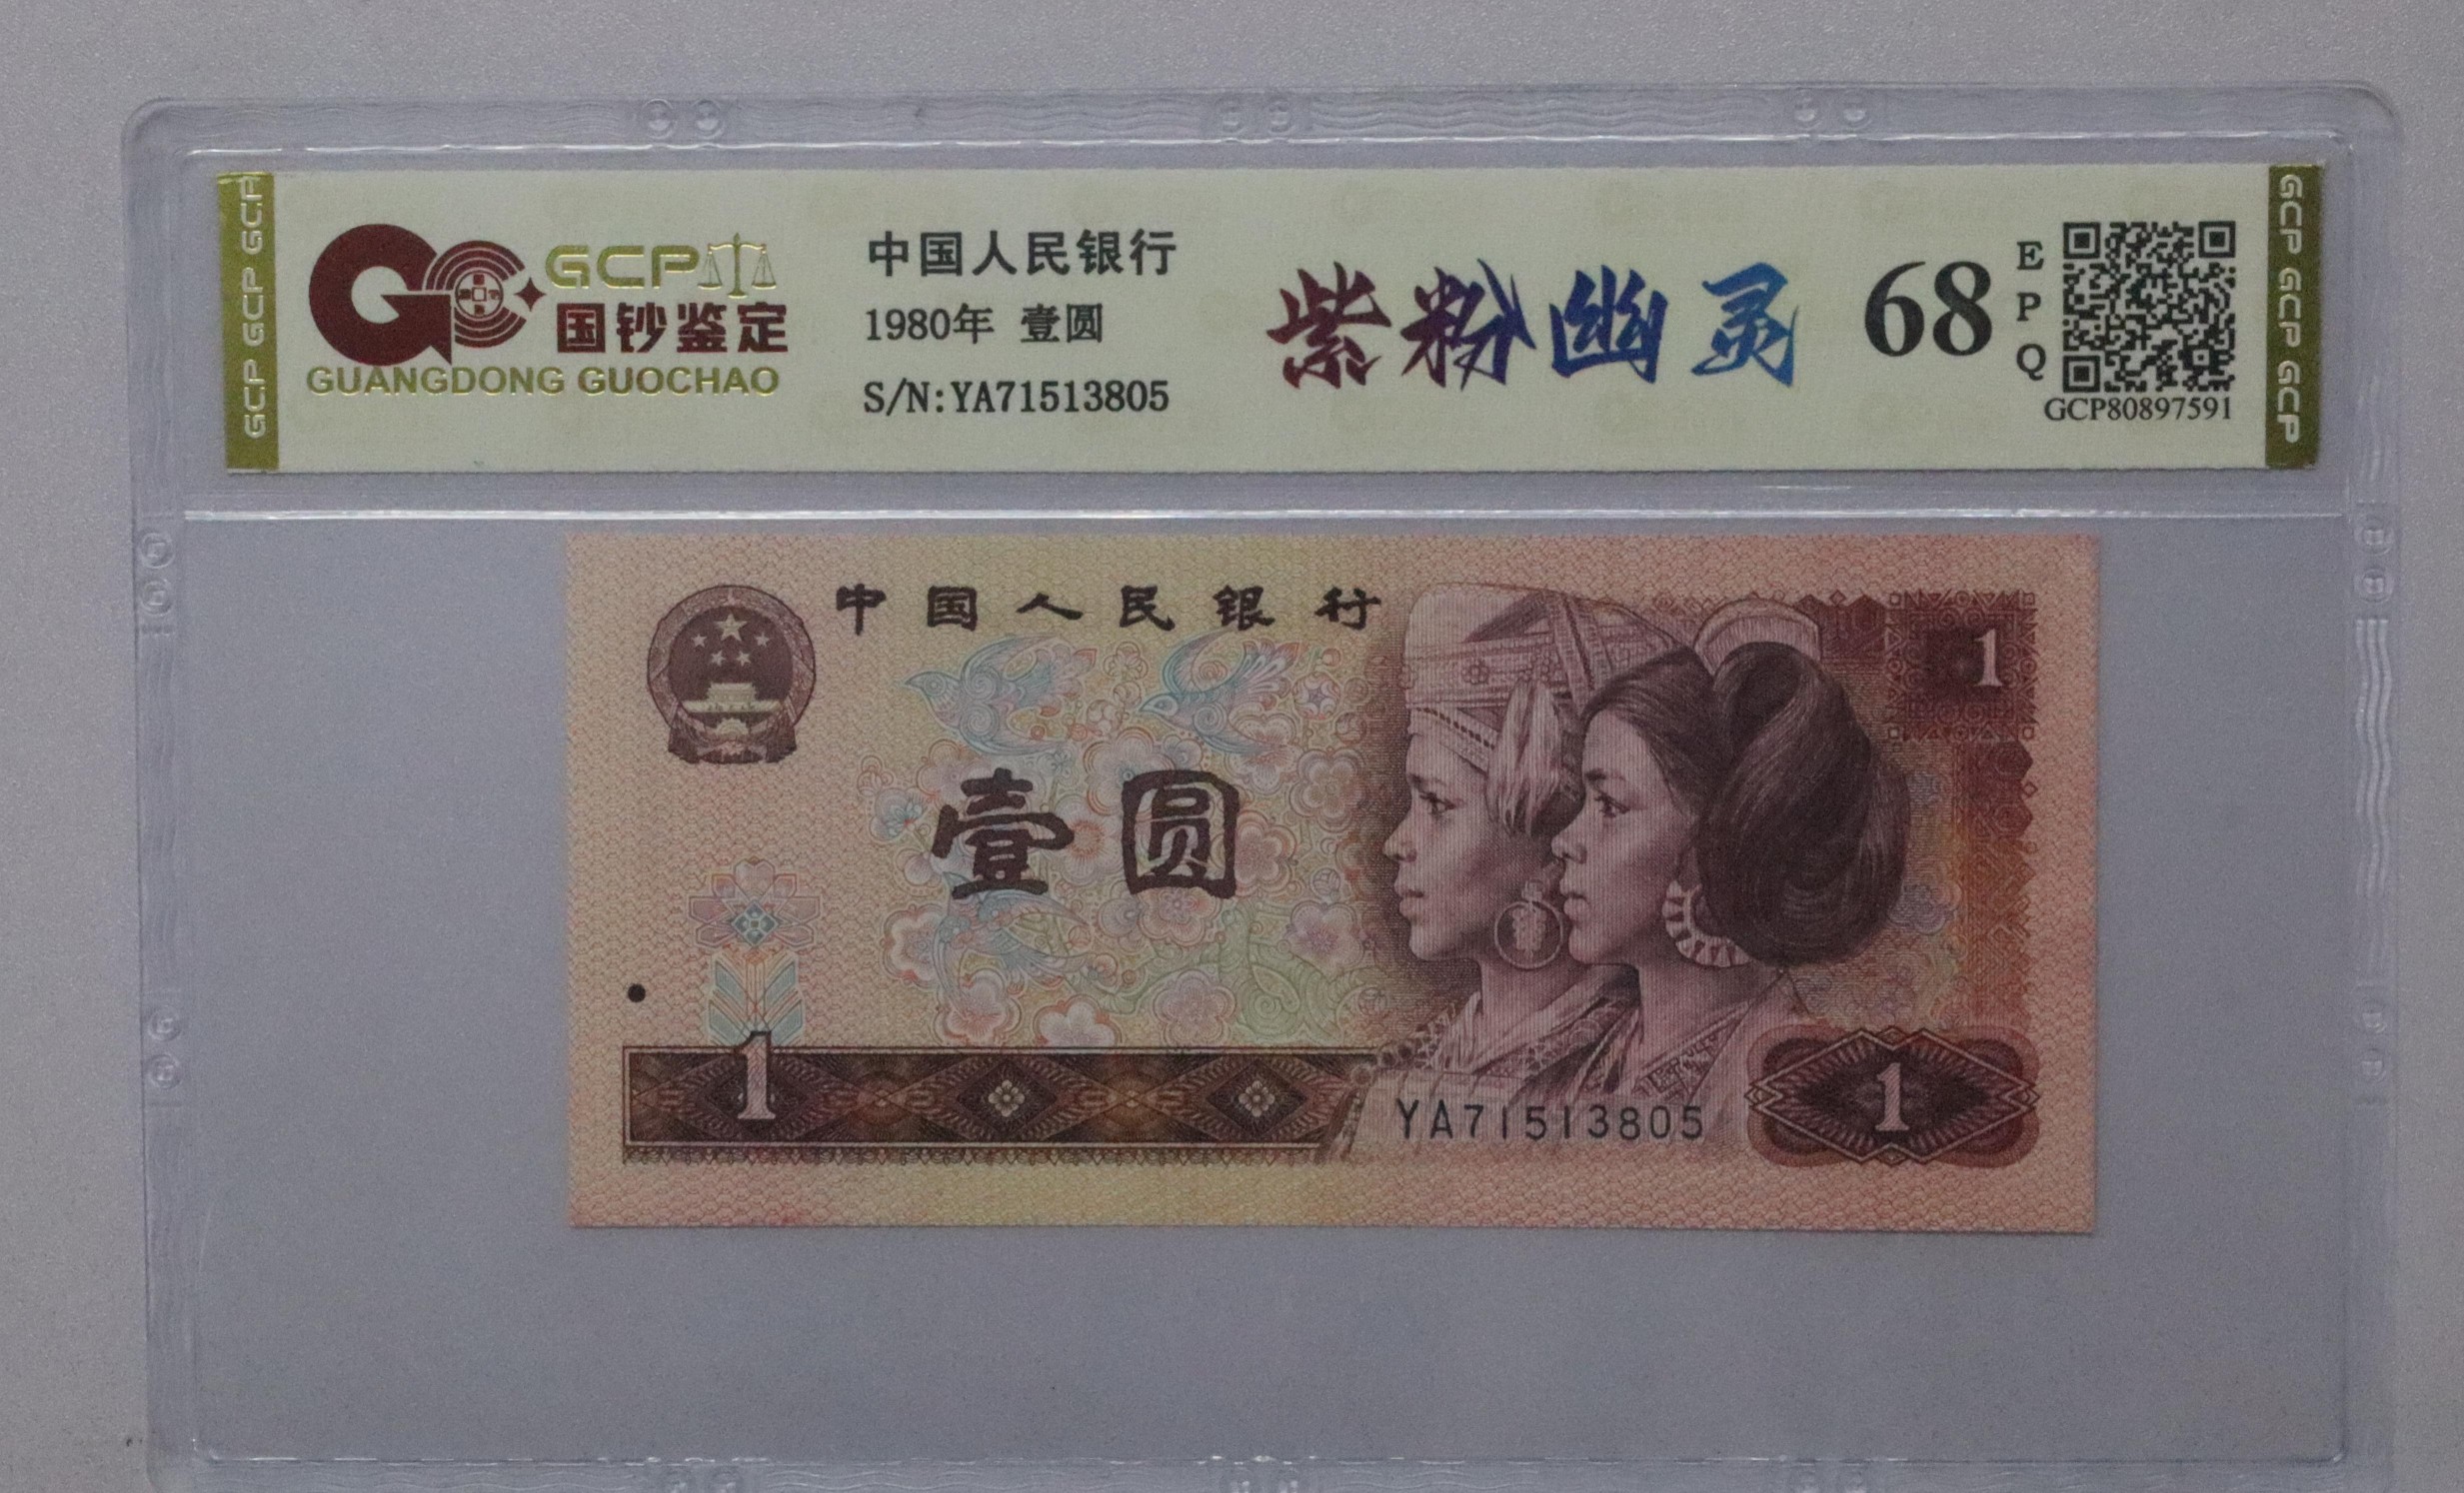 GCP GCP GCP
GCP
国钞鉴定
GUANGDONG GUOCHAO
中国人民银行
1980年 壹圆
S/N:YA71513805
紫粉幽灵
68
EPQ
GCP80897591
GCP GCP GCP
中国人民银行
1
壹圆
1
YA71513805
1